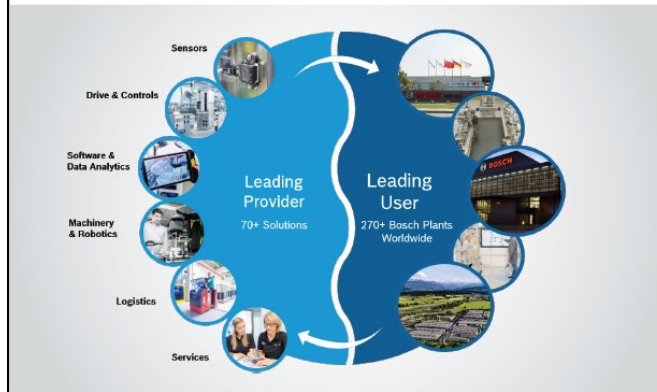 Sensors
Drive & Controls
Software &
Data Analytics
Machinery
& Robotics
Logistics
Services
Leading
Provider
70+ Solutions
Leading
User
270+ Bosch Plants
Worldwide
BOSCH